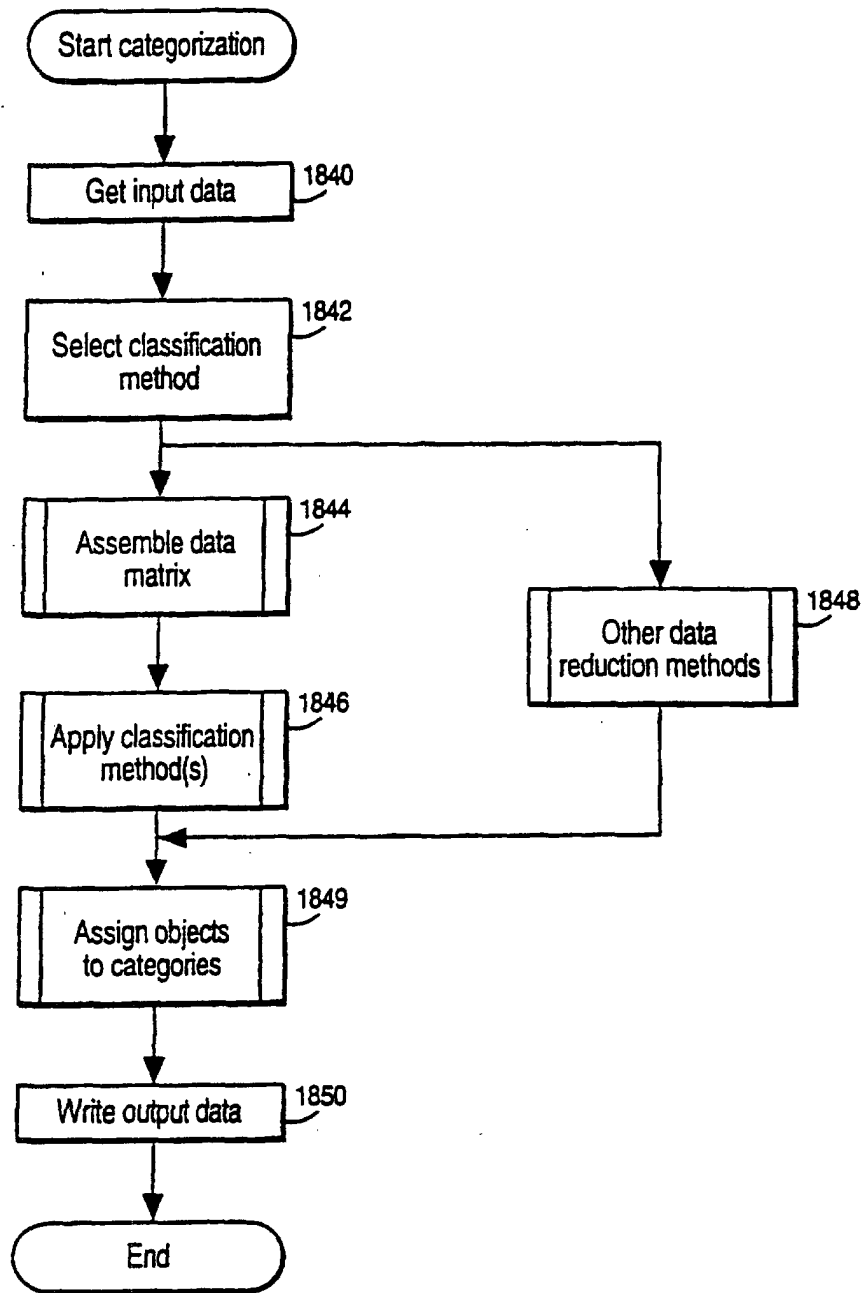 Start categorization
Get input data
1840
Select classification
method
1842
Assemble data
matrix
1844
Other data
reduction methods
1848
Apply classification
method(s)
1846
Assign objects
to categories
1849
Write output data
1850
End